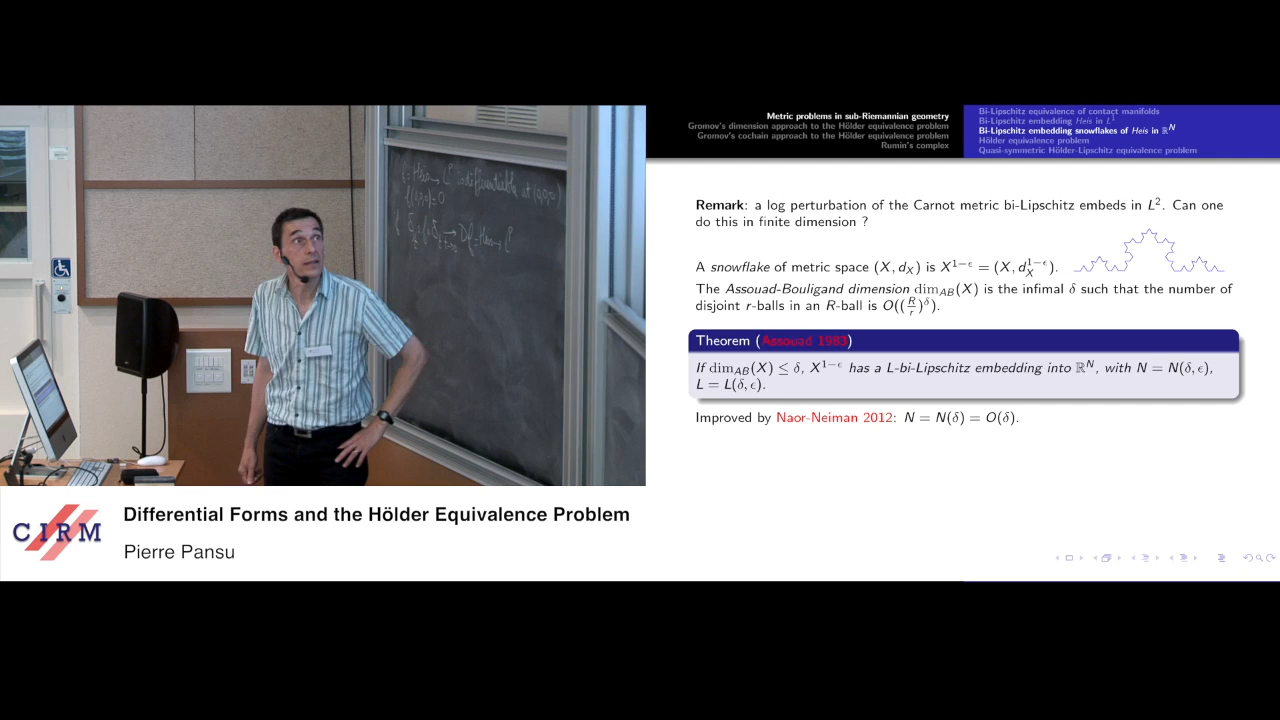 Metric problems in sub-Riemannian geometry
Gromov's dimension approach to the Hölder equivalence problem
Gromov's cochain approach to the Hölder equivalence problem
Rumin's complex
Bi-Lipschitz equivalence of contact manifolds
Bi-Lipschitz embedding Heis in L¹
Bi-Lipschitz embedding snowflakes of Heis in ℝᴺ
Hölder equivalence problem
Quasi-symmetric Hölder-Lipschitz equivalence problem
Remark: a log perturbation of the Carnot metric bi-Lipschitz embeds in L². Can one
do this in finite dimension ?
A snowflake of metric space (X, d_X) is X^{1−ϵ} = (X, d_X^{1−ϵ}).
The Assouad-Bouligand dimension dim_{AB}(X) is the infimal δ such that the number of
disjoint r-balls in an R-ball is O((R/r)^δ).
Theorem (Assouad 1983)
If dim_{AB}(X) ≤ δ, X^{1−ϵ} has a L-bi-Lipschitz embedding into ℝᴺ, with N = N(δ, ϵ),
L = L(δ, ϵ).
Improved by Naor-Neiman 2012: N = N(δ) = O(δ).
CIRM
Differential Forms and the Hölder Equivalence Problem
Pierre Pansu